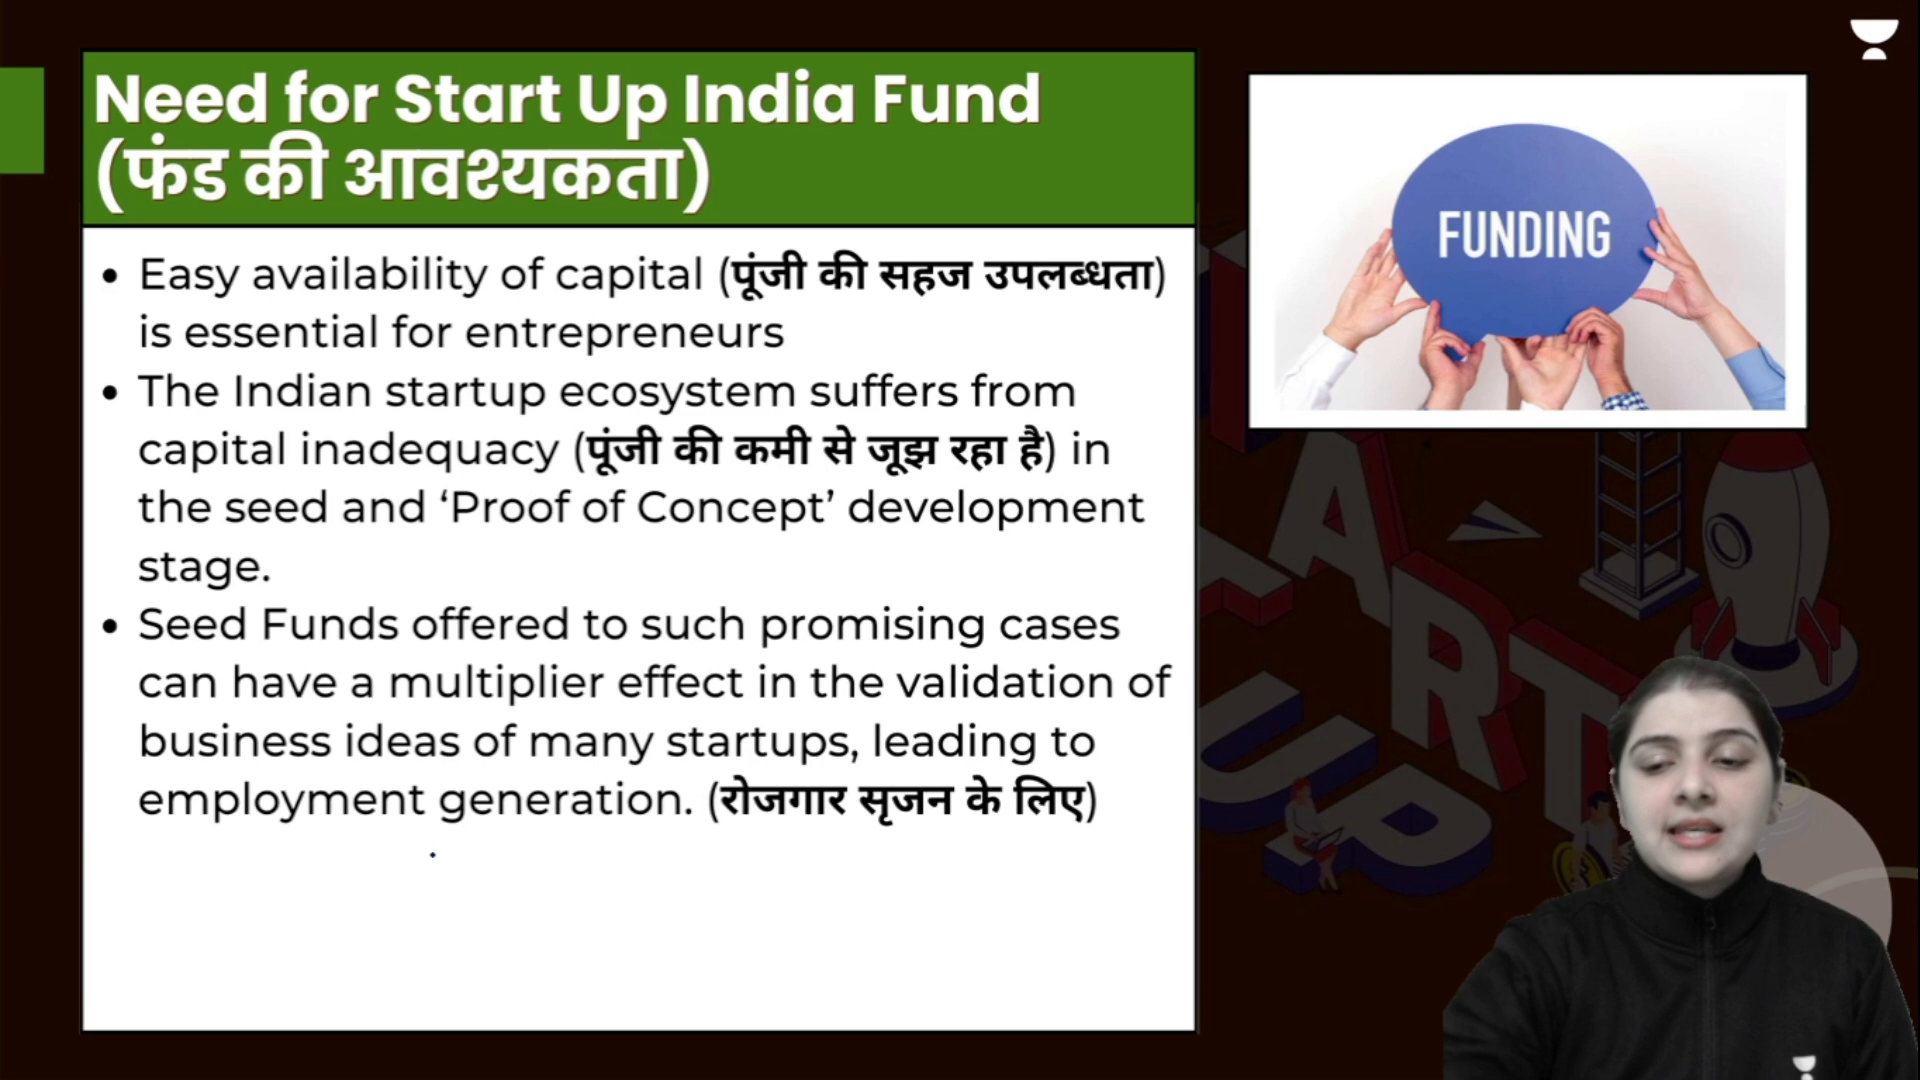 Need for Start Up India Fund
(फंड की आवश्यकता)
FUNDING
• Easy availability of capital (पूंजी की सहज उपलब्धता)
is essential for entrepreneurs
• The Indian startup ecosystem suffers from
capital inadequacy (पूंजी की कमी से जूझ रहा है) in
the seed and ‘Proof of Concept’ development
stage.
• Seed Funds offered to such promising cases
can have a multiplier effect in the validation of
business ideas of many startups, leading to
employment generation. (रोजगार सृजन के लिए)
START
UP